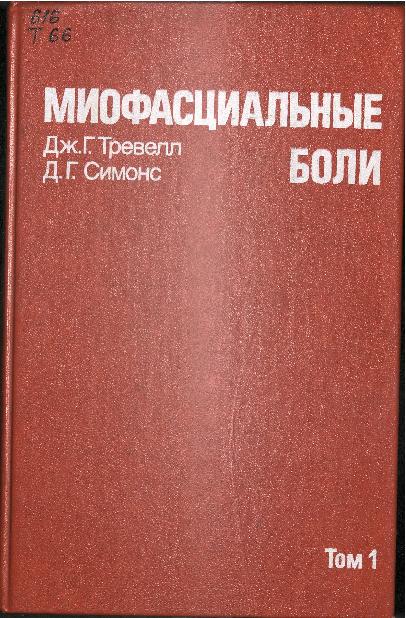 616
Т 66
МИОФАСЦИАЛЬНЫЕ
БОЛИ
Дж.Г. Тревелл
Д.Г. Симонс
Том 1